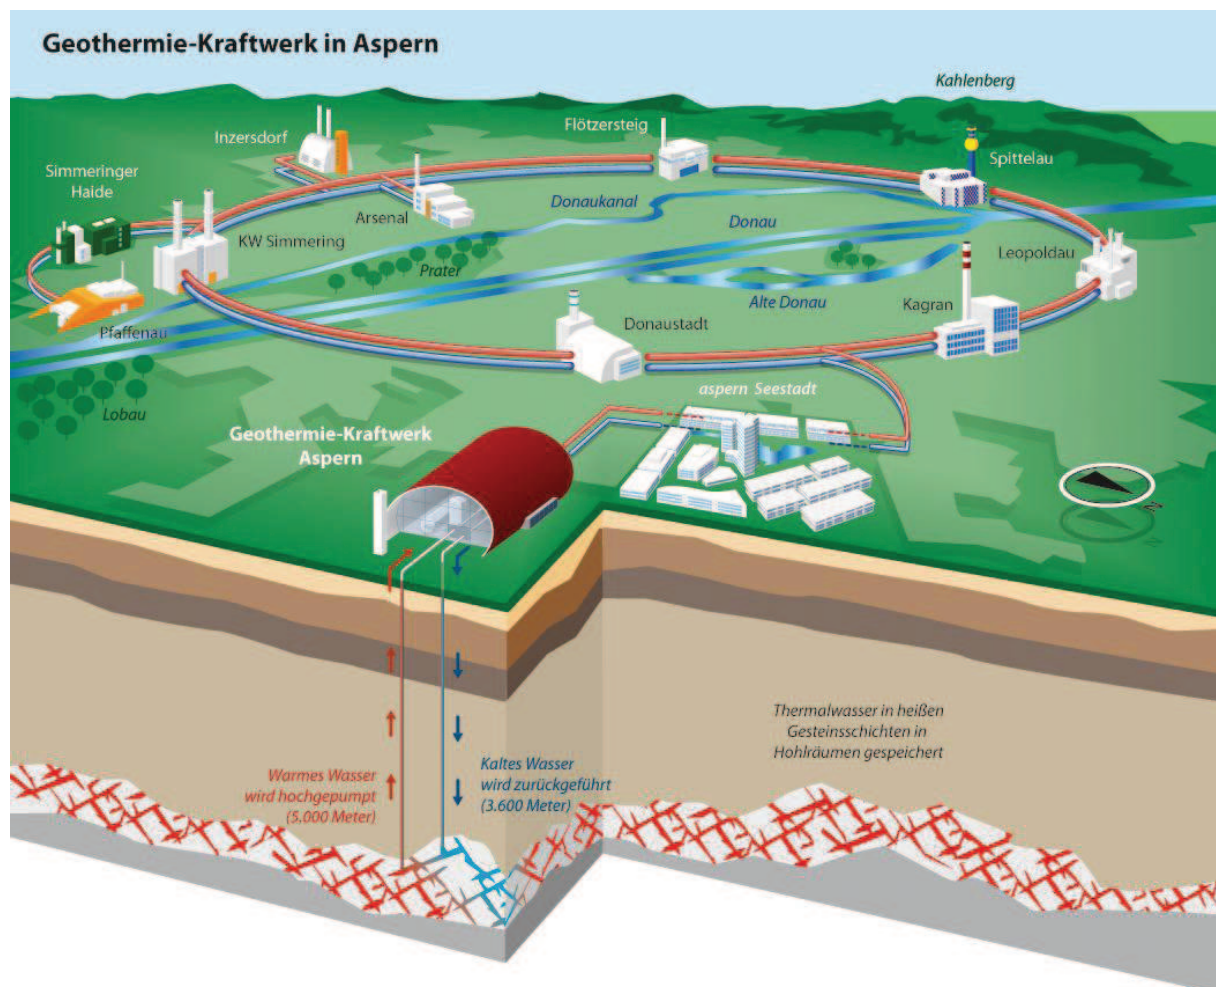 Geothermie-Kraftwerk in Aspern
Kahlenberg
Flötzersteig
Inzersdorf
Spittelau
Simmeringer
Haide
Donaukanal
Arsenal
Donau
KW Simmering
Leopoldau
Prater
Alte Donau
Kagran
Pfaffenau
Donaustadt
aspern Seestadt
Lobau
Geothermie-Kraftwerk
Aspern
N
N
Thermalwasser in heißen
Gesteinsschichten in
Hohlräumen gespeichert
Warmes Wasser
wird hochgepumpt
(5.000 Meter)
Kaltes Wasser
wird zurückgeführt
(3.600 Meter)